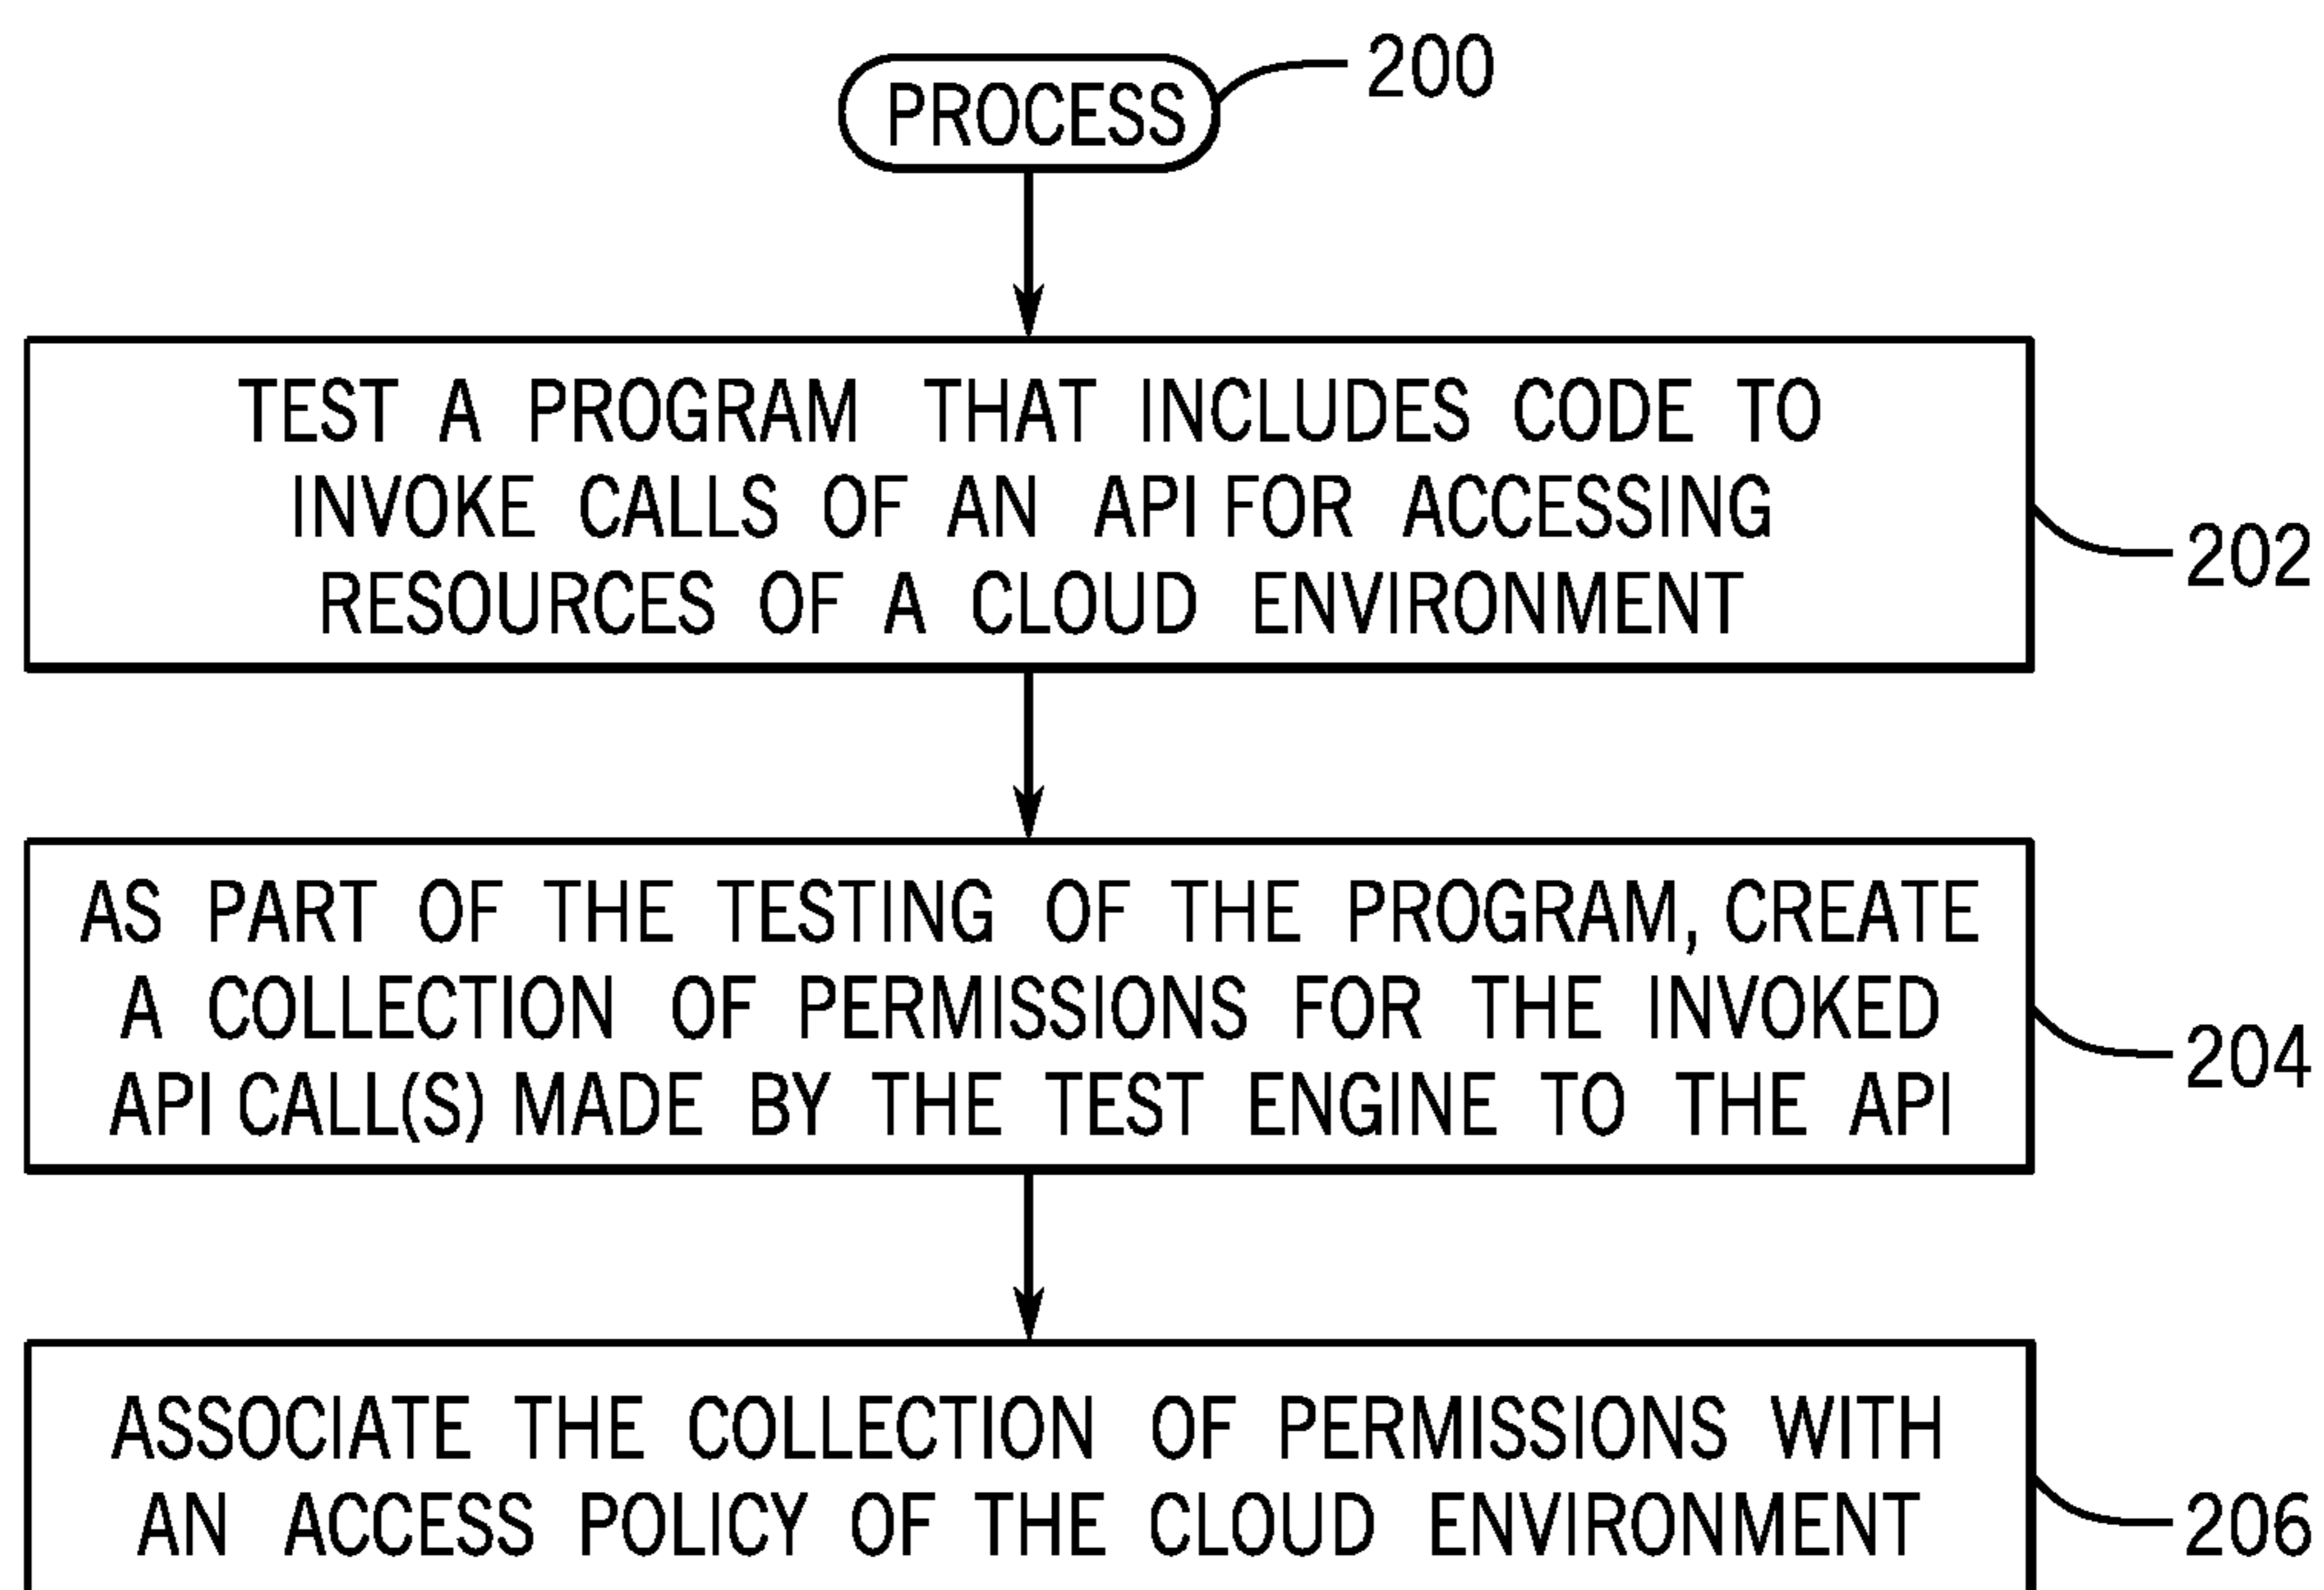 PROCESS
200
TEST A PROGRAM THAT INCLUDES CODE TO
INVOKE CALLS OF AN API FOR ACCESSING
RESOURCES OF A CLOUD ENVIRONMENT
202
AS PART OF THE TESTING OF THE PROGRAM, CREATE
A COLLECTION OF PERMISSIONS FOR THE INVOKED
API CALL(S) MADE BY THE TEST ENGINE TO THE API
204
ASSOCIATE THE COLLECTION OF PERMISSIONS WITH
AN ACCESS POLICY OF THE CLOUD ENVIRONMENT
206